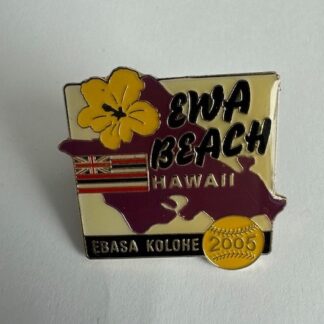 EWA
BEACH
HAWAII
EBASA KOLOHE
2005